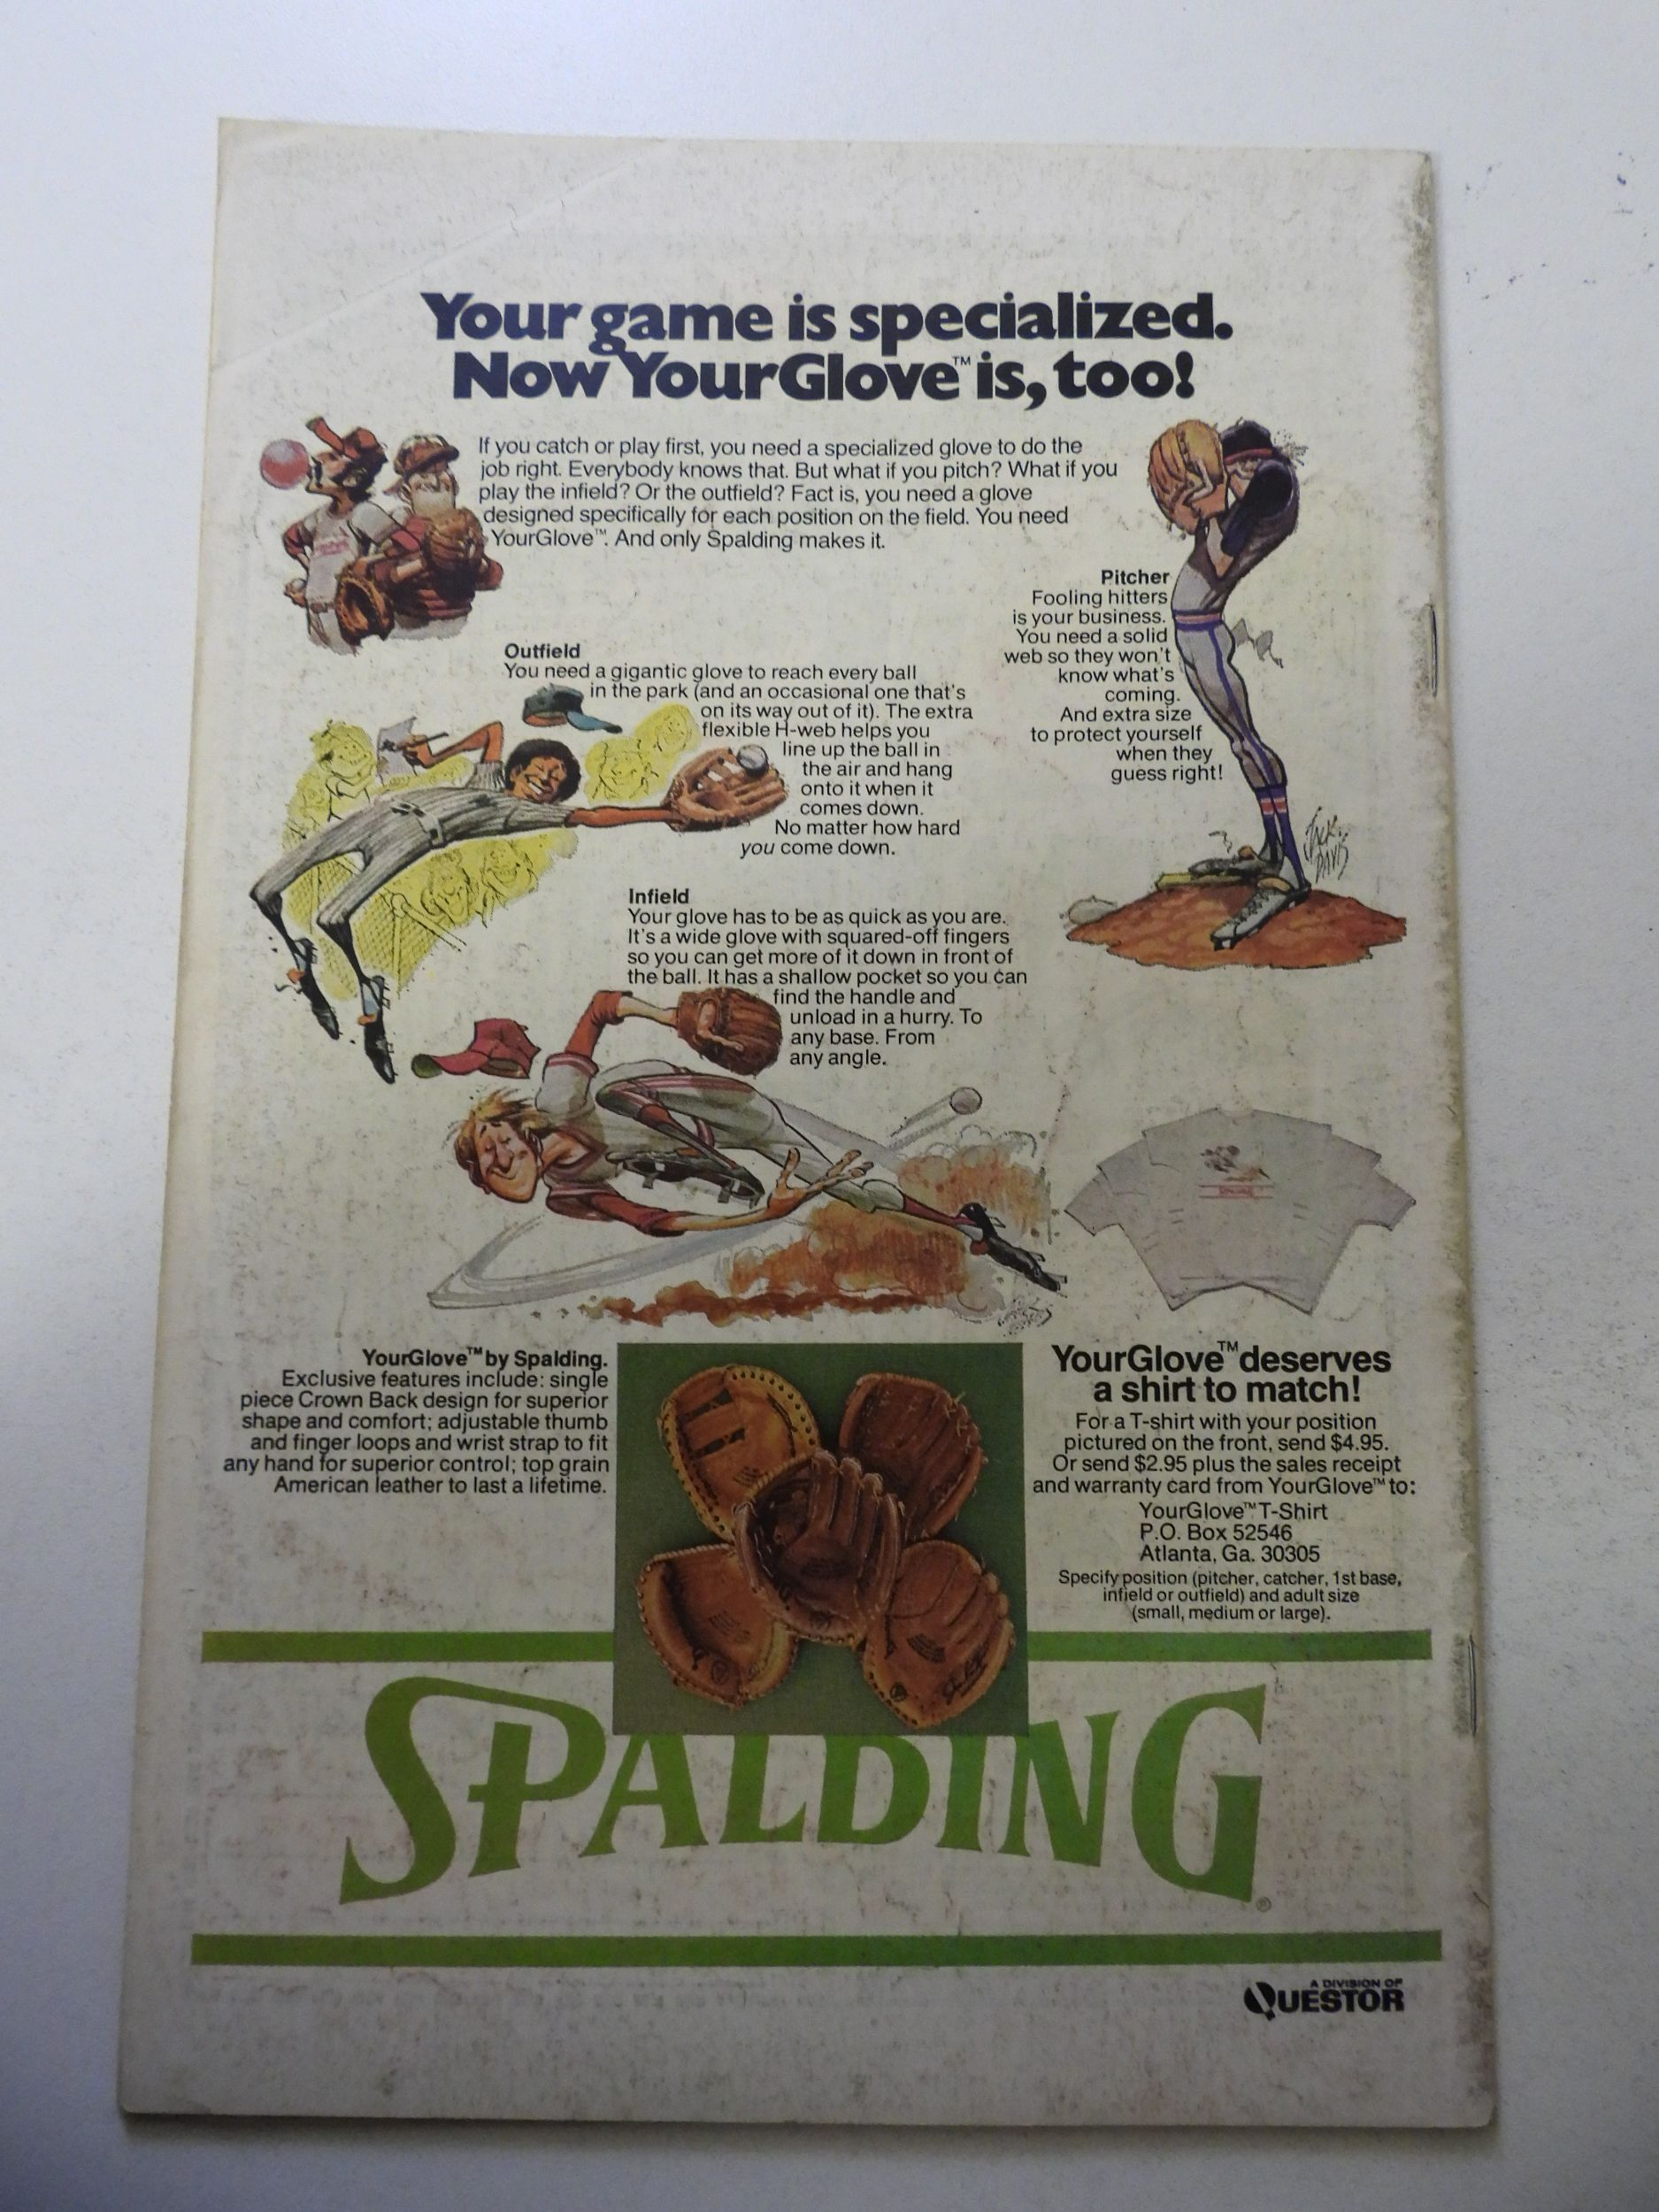 Your game is specialized.
Now YourGlove™ is, too!
If you catch or play first, you need a specialized glove to do the
job right. Everybody knows that. But what if you pitch? What if you
play the infield? Or the outfield? Fact is, you need a glove
designed specifically for each position on the field. You need
YourGlove™. And only Spalding makes it.
Pitcher
Fooling hitters
is your business.
You need a solid
web so they won't
know what's
coming.
And extra size
to protect yourself
when they
guess right!
Outfield
You need a gigantic glove to reach every ball
in the park (and an occasional one that's
on its way out of it). The extra
flexible H-web helps you
line up the ball in
the air and hang
onto it when it
comes down.
No matter how hard
you come down.
JACK
DAVIS
Infield
Your glove has to be as quick as you are.
It's a wide glove with squared-off fingers
so you can get more of it down in front of
the ball. It has a shallow pocket so you can
find the handle and
unload in a hurry. To
any base. From
any angle.
SPALDING
YourGlove™ by Spalding.
Exclusive features include: single
piece Crown Back design for superior
shape and comfort; adjustable thumb
and finger loops and wrist strap to fit
any hand for superior control; top grain
American leather to last a lifetime.
YourGlove™ deserves
a shirt to match!
For a T-shirt with your position
pictured on the front, send $4.95.
Or send $2.95 plus the sales receipt
and warranty card from YourGlove™ to:
YourGlove™ T-Shirt
P.O. Box 52546
Atlanta, Ga. 30305
Specify position (pitcher, catcher, 1st base,
infield or outfield) and adult size
(small, medium or large).
SPALDING®
A DIVISION OF
QUESTOR